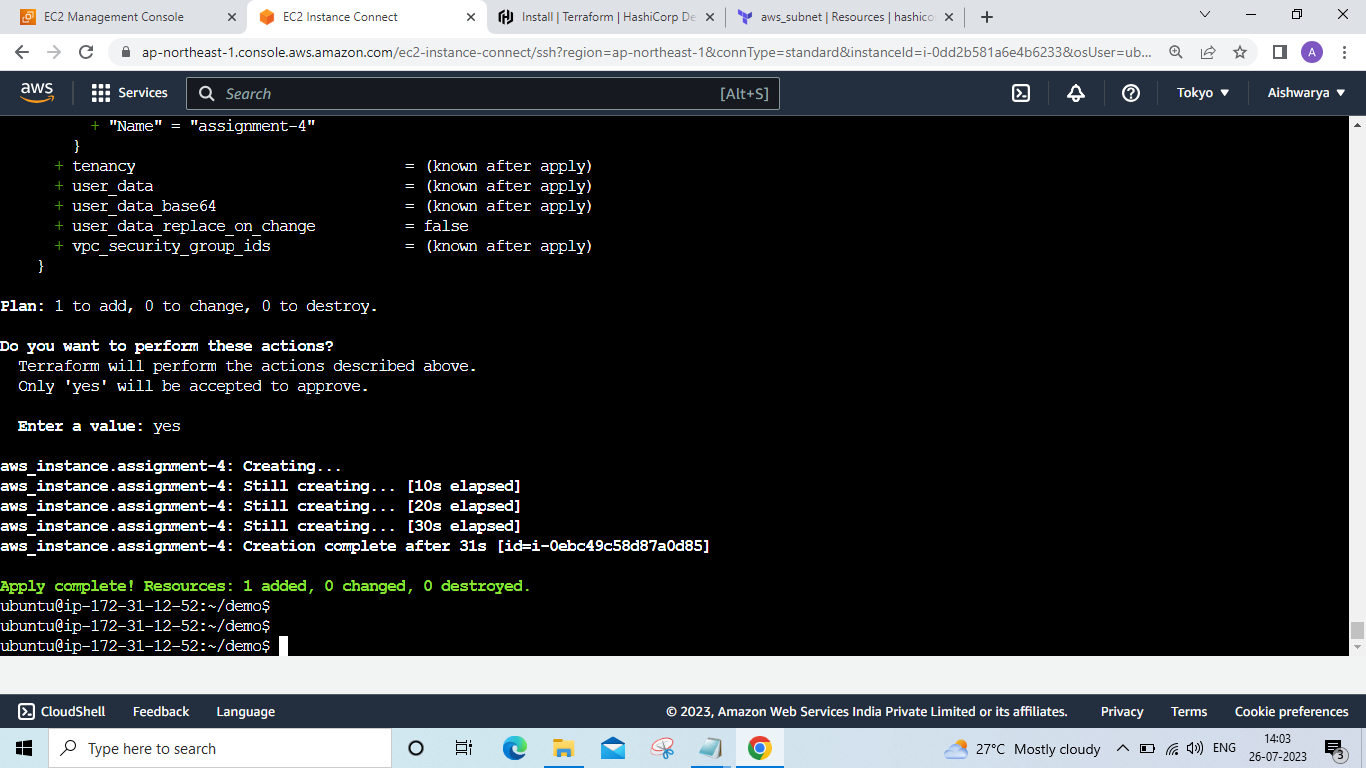 EC2 Management Console
EC2 Instance Connect
Install | Terraform | HashiCorp De
aws_subnet | Resources | hashico
ap-northeast-1.console.aws.amazon.com/ec2-instance-connect/ssh?region=ap-northeast-1&connType=standard&instanceId=i-0dd2b581a6e4b6233&osUser=ub...
A
aws
Services
Search
[Alt+S]
Tokyo
Aishwarya
+ "Name" = "assignment-4"
}
+ tenancy = (known after apply)
+ user_data = (known after apply)
+ user_data_base64 = (known after apply)
+ user_data_replace_on_change = false
+ vpc_security_group_ids = (known after apply)
}
Plan: 1 to add, 0 to change, 0 to destroy.
Do you want to perform these actions?
Terraform will perform the actions described above.
Only 'yes' will be accepted to approve.
Enter a value: yes
aws_instance.assignment-4: Creating...
aws_instance.assignment-4: Still creating... [10s elapsed]
aws_instance.assignment-4: Still creating... [20s elapsed]
aws_instance.assignment-4: Still creating... [30s elapsed]
aws_instance.assignment-4: Creation complete after 31s [id=i-0ebc49c58d87a0d85]
Apply complete! Resources: 1 added, 0 changed, 0 destroyed.
ubuntu@ip-172-31-12-52:~/demo$
ubuntu@ip-172-31-12-52:~/demo$
ubuntu@ip-172-31-12-52:~/demo$
CloudShell
Feedback
Language
© 2023, Amazon Web Services India Private Limited or its affiliates.
Privacy
Terms
Cookie preferences
Type here to search
27°C Mostly cloudy
ENG
14:03
26-07-2023
3